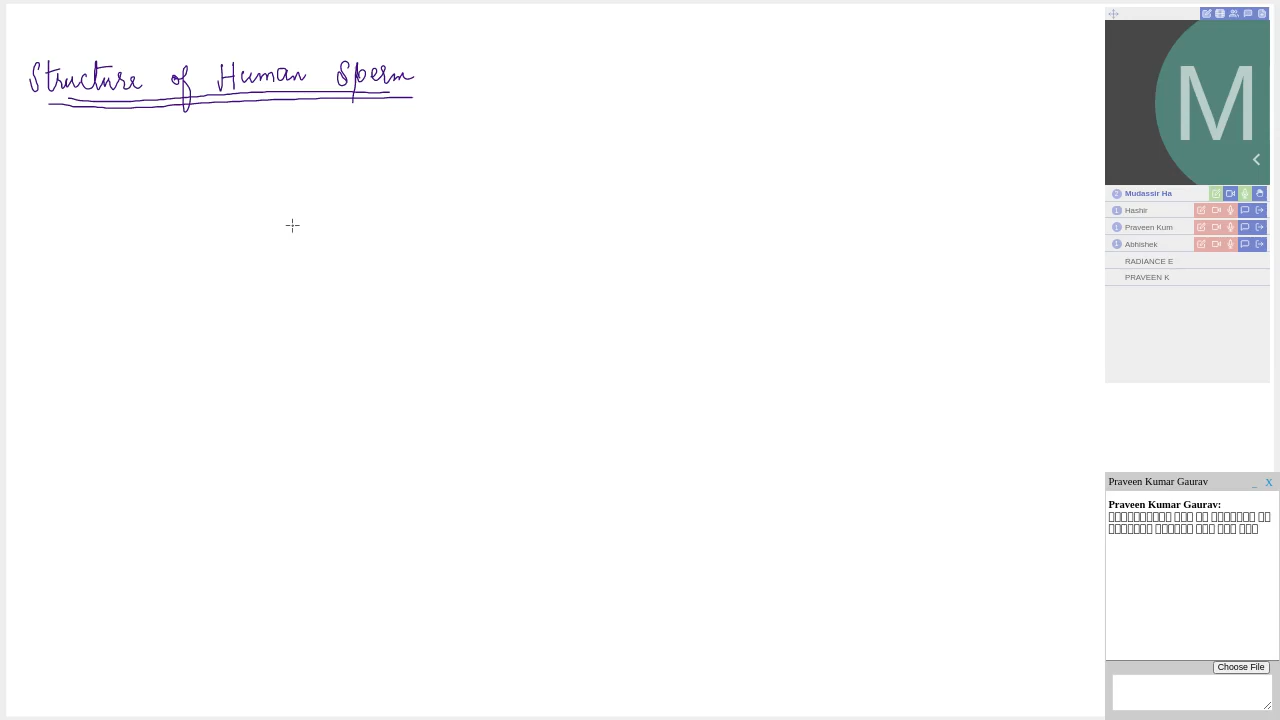 Structure of Human Sperm
M
Mudassir Ha
Hashir
Praveen Kum
Abhishek
RADIANCE E
PRAVEEN K
Praveen Kumar Gaurav
_ X
Praveen Kumar Gaurav:
Choose File